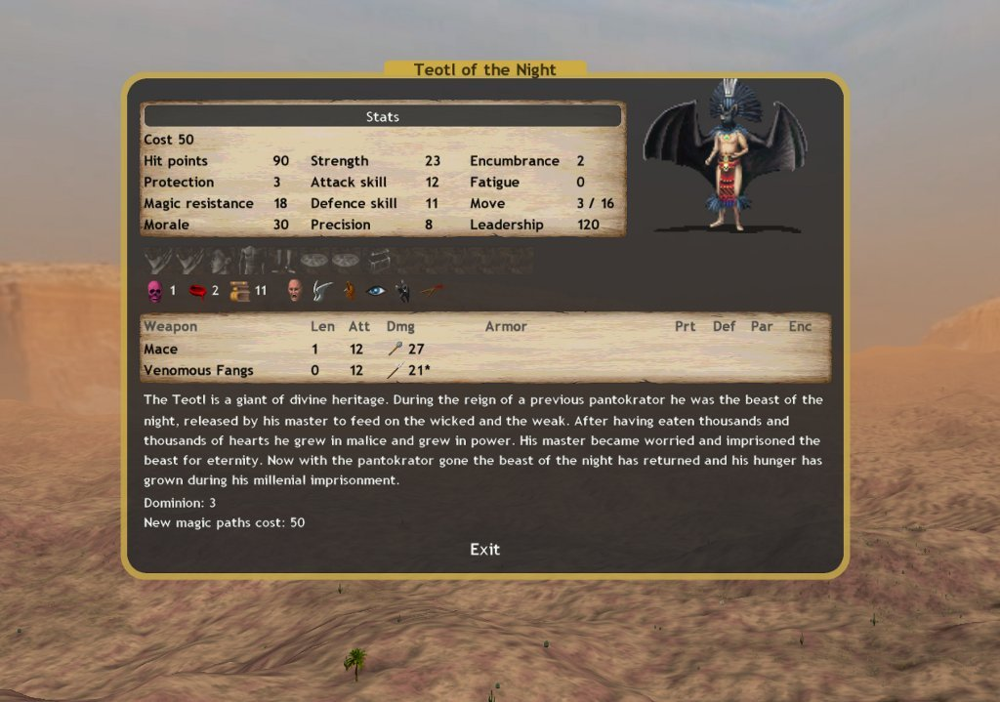 Teotl of the Night
Stats
Cost 50
Hit points 90 Strength 23 Encumbrance 2
Protection 3 Attack skill 12 Fatigue 0
Magic resistance 18 Defence skill 11 Move 3 / 16
Morale 30 Precision 8 Leadership 120
1 2 11
Weapon Len Att Dmg Armor Prt Def Par Enc
Mace 1 12 27
Venomous Fangs 0 12 21*
The Teotl is a giant of divine heritage. During the reign of a previous pantokrator he was the beast of the
night, released by his master to feed on the wicked and the weak. After having eaten thousands and
thousands of hearts he grew in malice and grew in power. His master became worried and imprisoned the
beast for eternity. Now with the pantokrator gone the beast of the night has returned and his hunger has
grown during his millenial imprisonment.
Dominion: 3
New magic paths cost: 50
Exit